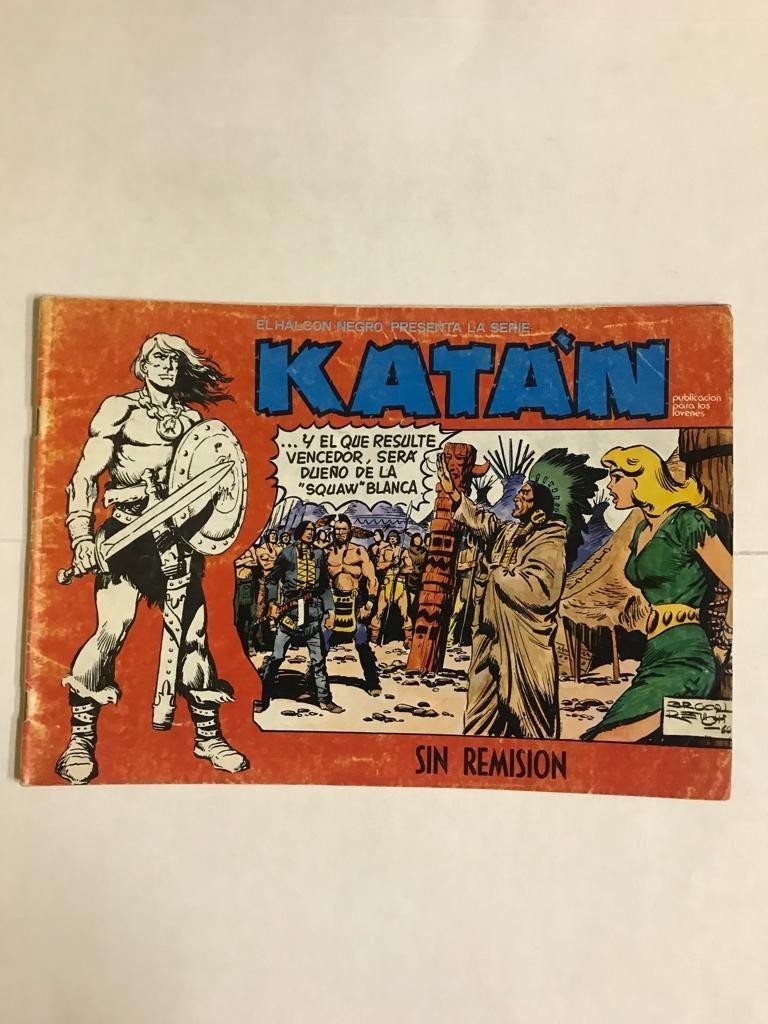 EL HALCON NEGRO PRESENTA LA SERIE
KATÁN
publicacion
para los
jovenes
...Y EL QUE RESULTE
VENCEDOR, SERÁ
DUEÑO DE LA
"SQUAW" BLANCA
SIN REMISION